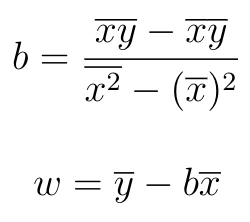 b = (x̅y̅ − x̅y̅) / (x̅²̅ − (x̅)²)
w = y̅ − bx̅